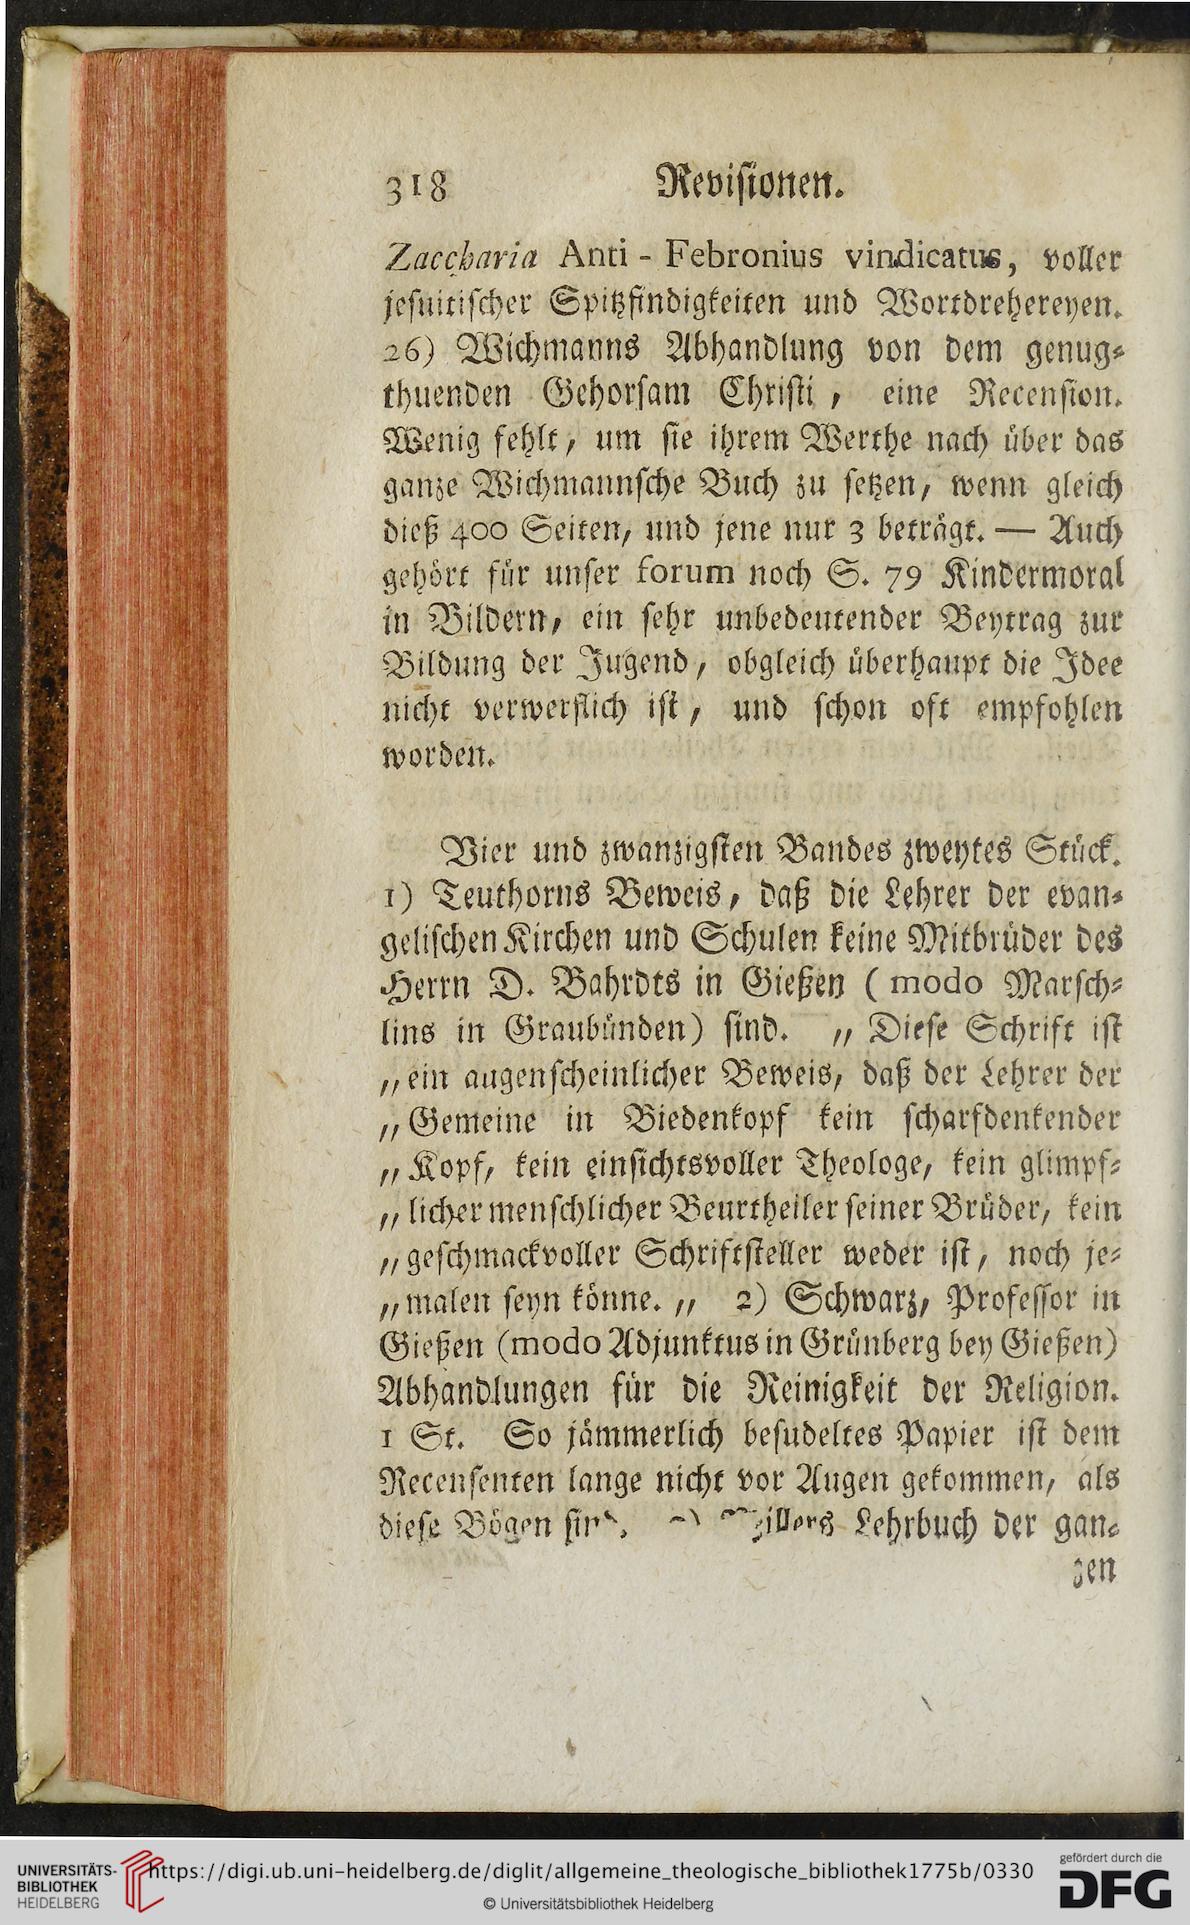 318 Revisionen.
Zaccharia Anti-Febronius vindicatus, voller
jesuitischer Spitzfindigkeiten und Wortdrehereyen.
26) Wichmanns Abhandlung von dem genug-
thuenden Gehorsam Christi, eine Recension.
Wenig fehlt, um sie ihrem Werthe nach über das
ganze Wichmannsche Buch zu setzen, wenn gleich
dieß 400 Seiten, und jene nur 3 beträgt. — Auch
gehört für unser forum noch S. 79 Kindermoral
in Bildern, ein sehr unbedeutender Beytrag zur
Bildung der Jugend, obgleich überhaupt die Idee
nicht verwerflich ist, und schon oft empfohlen
worden.
Vier und zwanzigsten Bandes zweytes Stück.
1) Teuthorns Beweis, daß die Lehrer der evan-
gelischen Kirchen und Schulen keine Mitbrüder des
Herrn D. Bahrdts in Gießen (modo Marsch-
lins in Graubünden) sind. „Diese Schrift ist
„ein augenscheinlicher Beweis, daß der Lehrer der
„Gemeine in Biedenkopf kein scharfdenkender
„Kopf, kein einsichtsvoller Theologe, kein glimpf-
„licher menschlicher Beurtheiler seiner Brüder, kein
„geschmackvoller Schriftsteller weder ist, noch je-
„malen seyn könne.„ 2) Schwarz, Professor in
Gießen (modo Adjunktus in Grünberg bey Gießen)
Abhandlungen für die Reinigkeit der Religion.
1 St. So jämmerlich besudeltes Papier ist dem
Recensenten lange nicht vor Augen gekommen, als
diese Bögen sind. Lehrbuch der gan-
zen
UNIVERSITÄTS-
BIBLIOTHEK
HEIDELBERG
https://digi.ub.uni-heidelberg.de/diglit/allgemeine_theologische_bibliothek1775b/0330
© Universitätsbibliothek Heidelberg
gefördert durch die
DFG